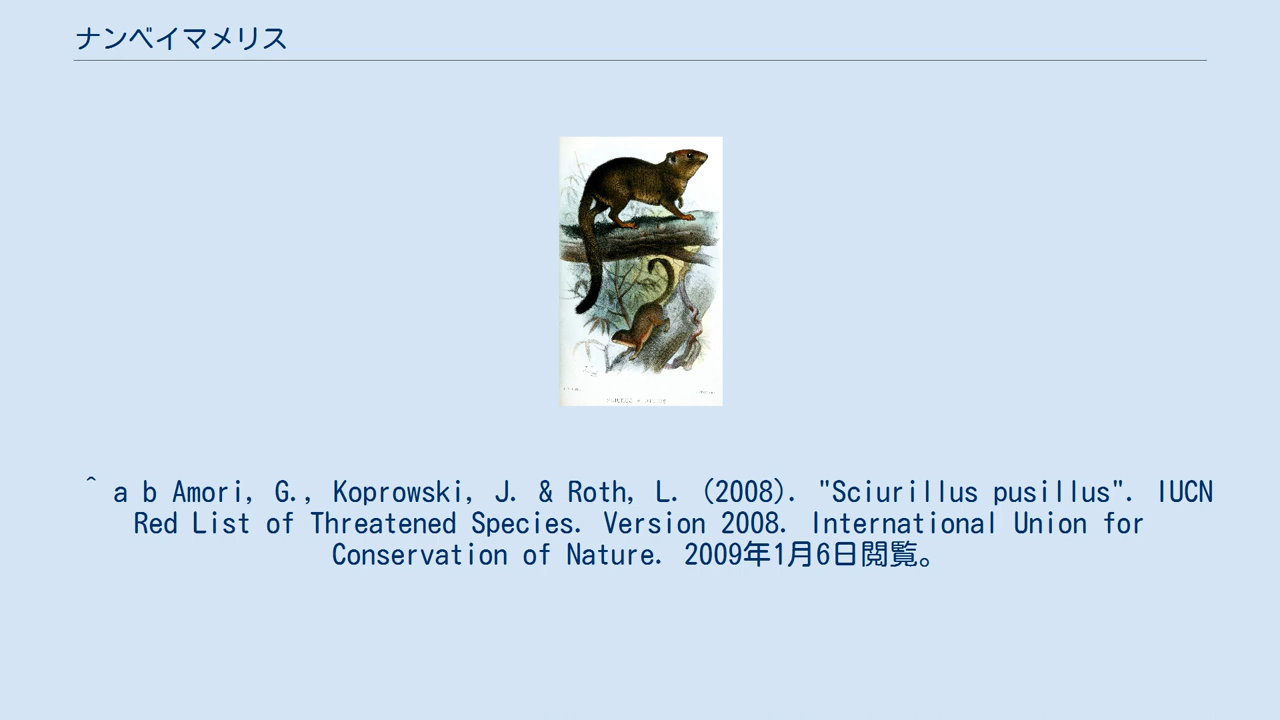 ナンベイマメリス
^ a b Amori, G., Koprowski, J. & Roth, L. (2008). "Sciurillus pusillus". IUCN
Red List of Threatened Species. Version 2008. International Union for
Conservation of Nature. 2009年1月6日閲覧。